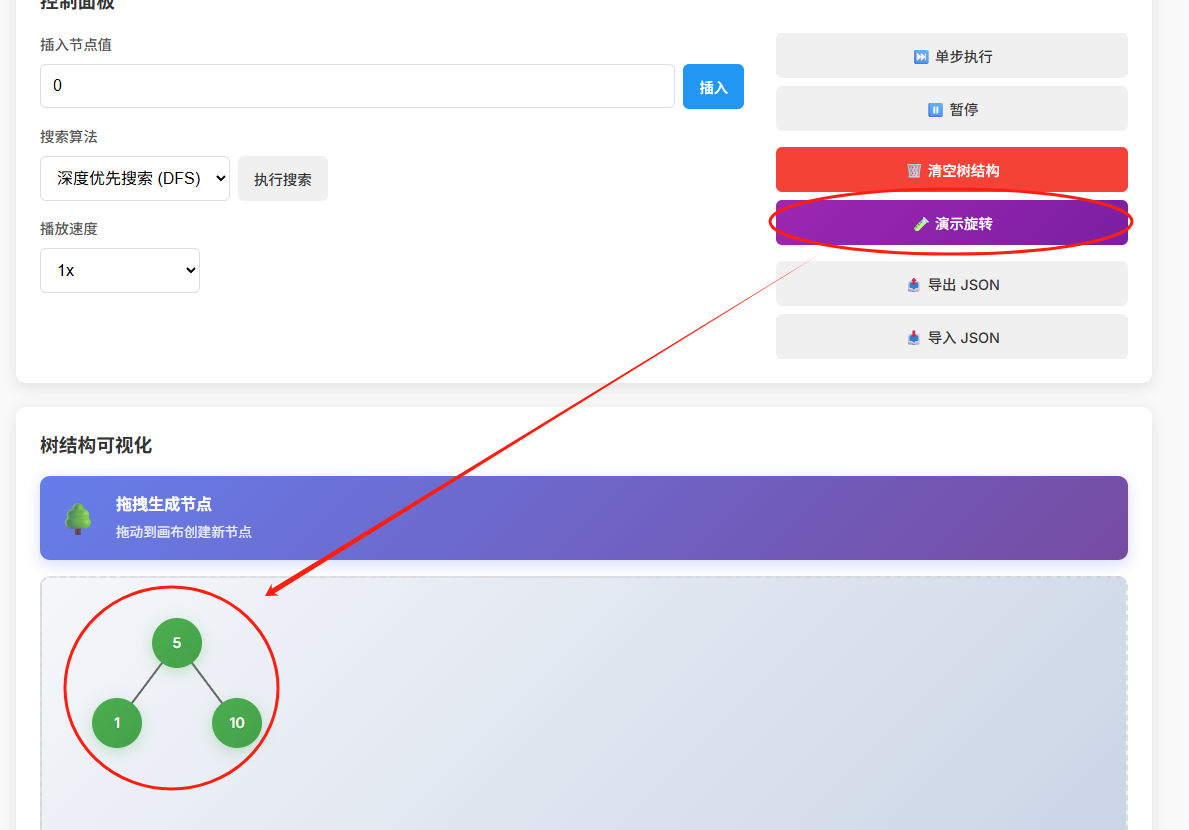 控制面板
插入节点值
0
插入
搜索算法
深度优先搜索 (DFS)
执行搜索
播放速度
1x
单步执行
暂停
清空树结构
演示旋转
导出 JSON
导入 JSON
树结构可视化
拖拽生成节点
拖动到画布创建新节点
5
1
10